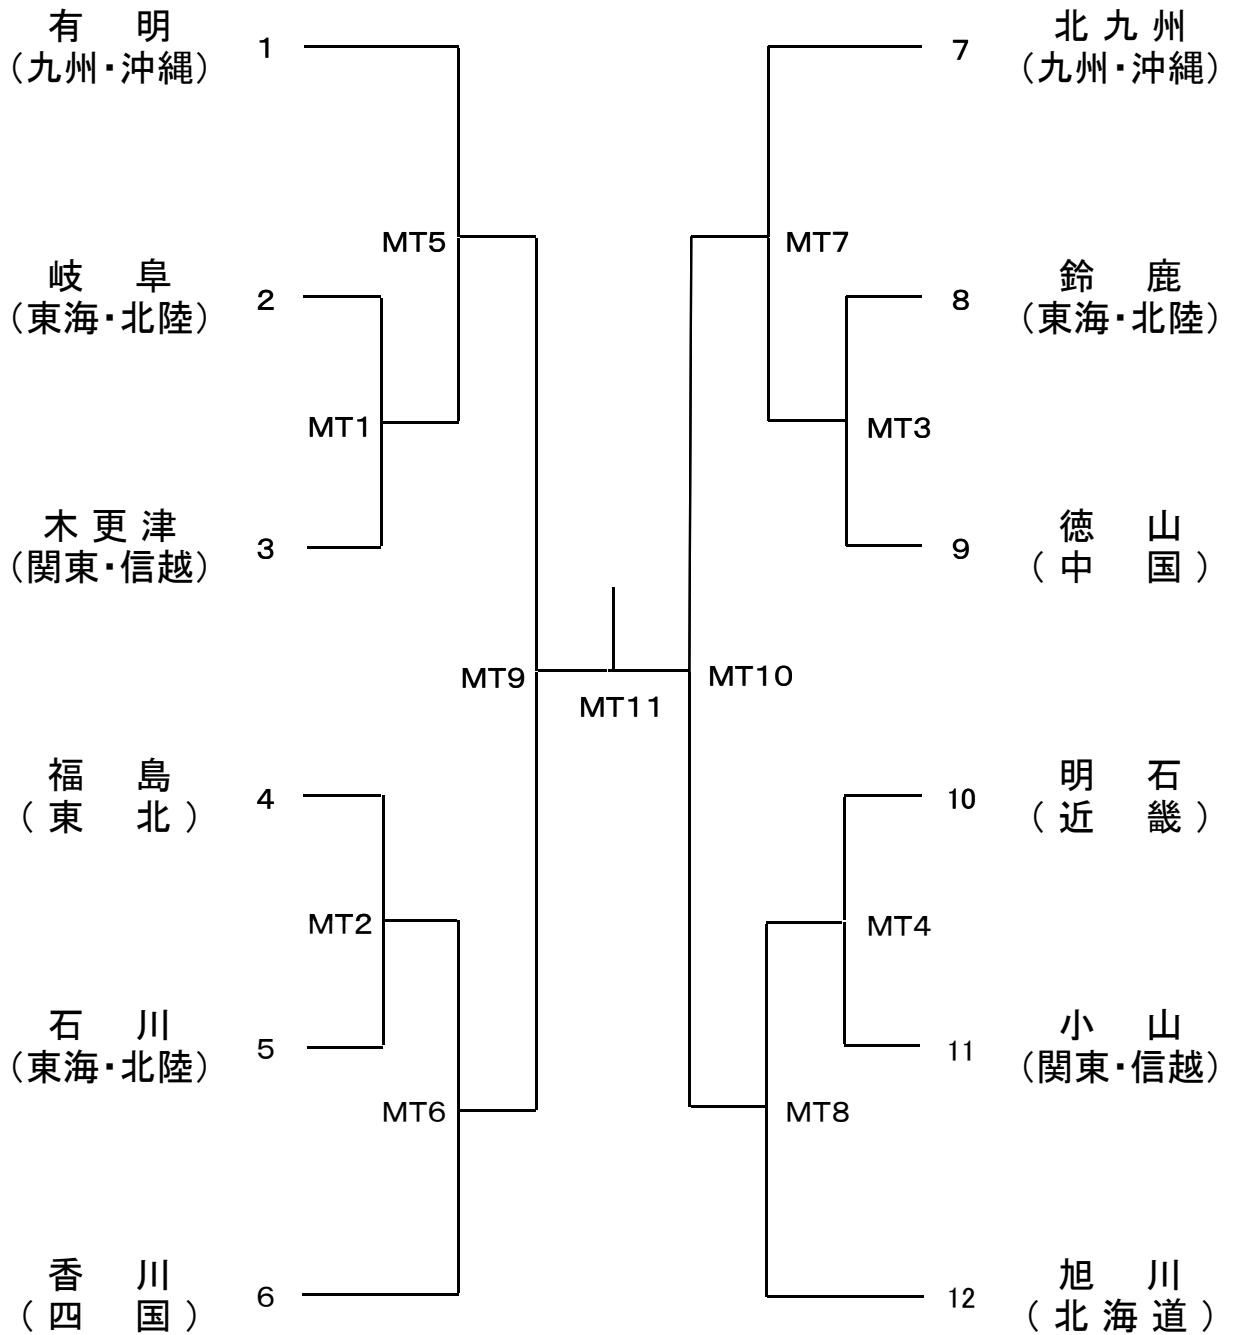 有 明
(九州・沖縄)
1
MT5
岐 阜
(東海・北陸)
2
MT1
木更津
(関東・信越)
3
MT9
福 島
(東 北)
4
MT2
石 川
(東海・北陸)
5
MT6
香 川
(四 国)
6
MT11
7
北九州
(九州・沖縄)
MT7
8
鈴 鹿
(東海・北陸)
MT3
9
徳 山
(中 国)
MT10
10
明 石
(近 畿)
MT4
11
小 山
(関東・信越)
MT8
12
旭 川
(北海道)